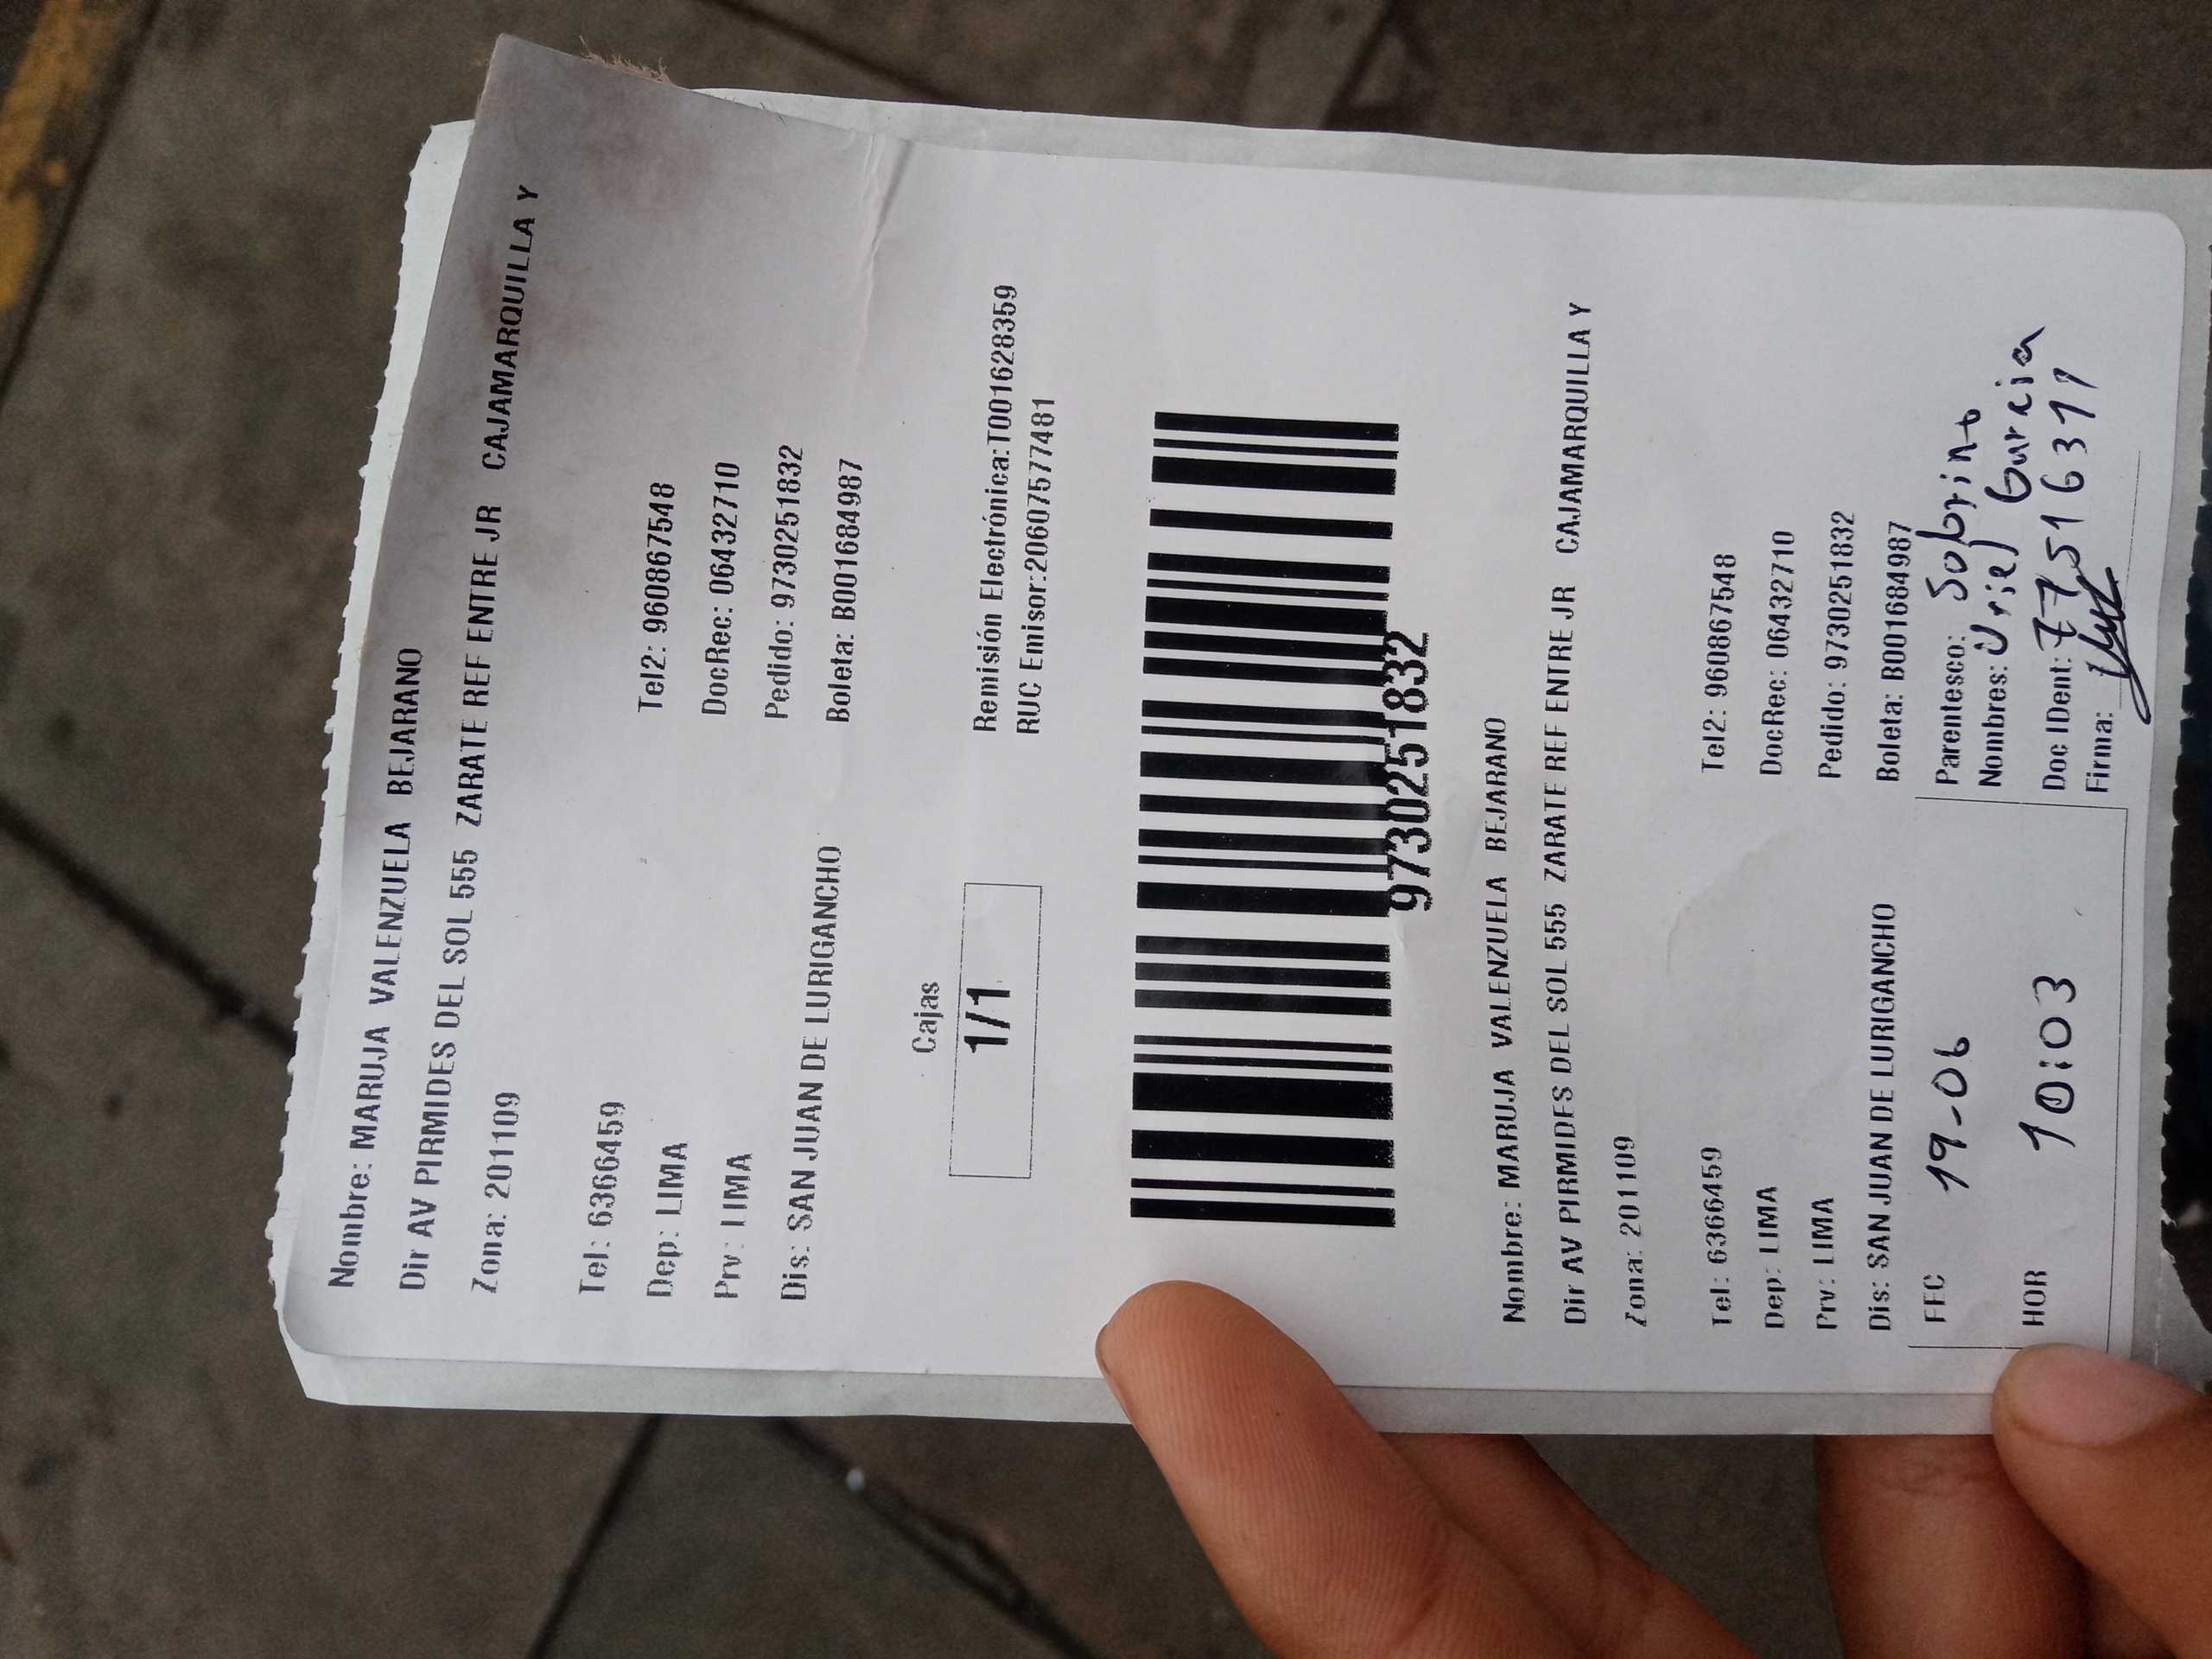 Nombre: MARUJA VALENZUELA BEJARANO
Dir AV PIRMIDES DEL SOL 555 ZARATE REF ENTRE JR CAJAMARQUILLA Y
Zona: 201109
Tel: 6366459 Tel2: 960867548
Dep: LIMA DocRec: 06432710
Prv: LIMA Pedido: 9730251832
Dis: SAN JUAN DE LURIGANCHO Boleta: B001684987
Cajas
1/1
Remisión Electrónica:T001628359
RUC Emisor:20607577481
9730251832
Nombre: MARUJA VALENZUELA BEJARANO
Dir AV PIRMIDES DEL SOL 555 ZARATE REF ENTRE JR CAJAMARQUILLA Y
Zona: 201109
Tel: 6366459 Tel2: 960867548
Dep: LIMA DocRec: 06432710
Prv: LIMA Pedido: 9730251832
Dis: SAN JUAN DE LURIGANCHO Boleta: B001684987
FEC 19-06
HOR 10:03
Parentesco: Sobrino
Nombres: Uriel Garcia
Doc IDent:
Firma: